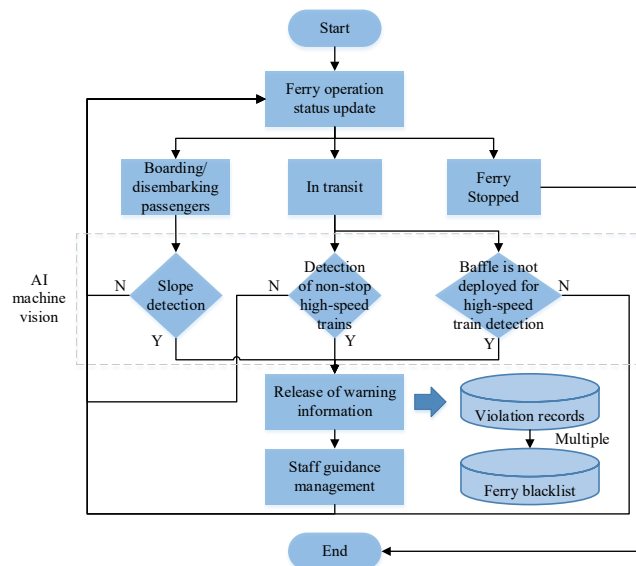 Start
Ferry operation
status update
Boarding/
disembarking
passengers
In transit
Ferry
Stopped
AI
machine
vision
N
Slope
detection
Y
N
Detection
of non-stop
high-speed
trains
Y
Baffle is not
deployed for
high-speed
train detection
N
Y
Release of warning
information
Violation records
Multiple
Staff guidance
management
Ferry blacklist
End